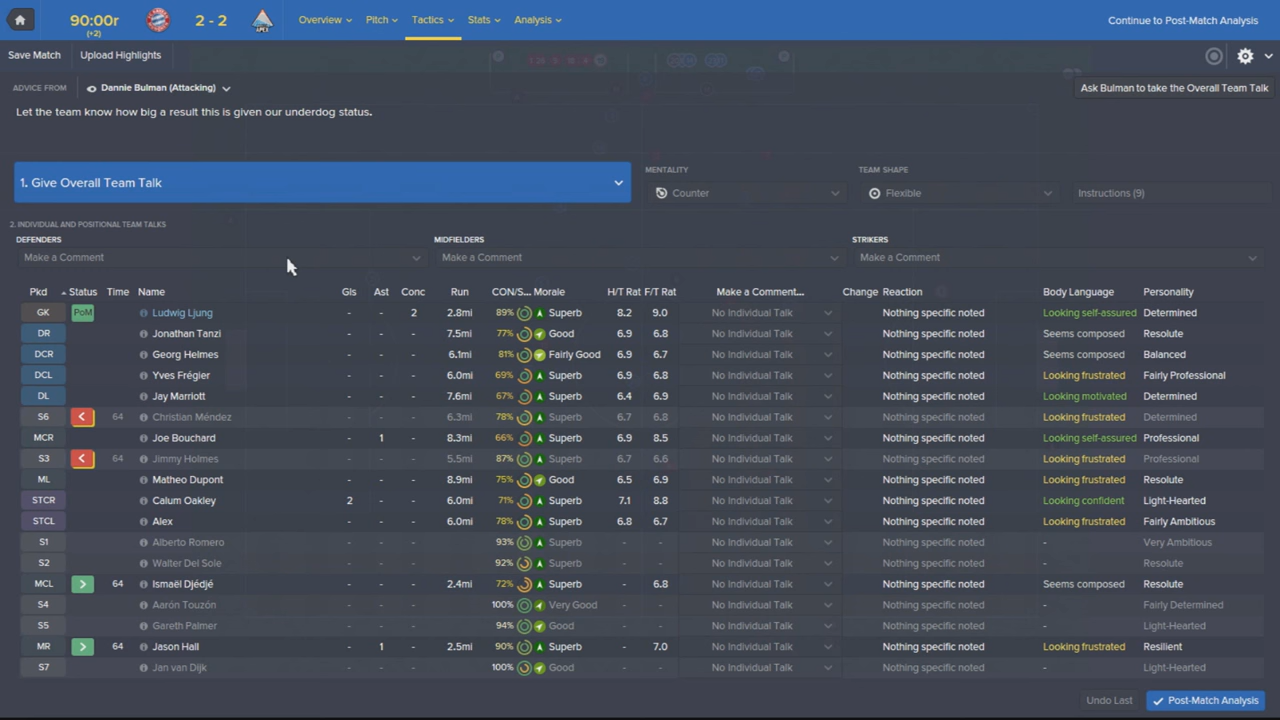 90:00r 2 - 2 APEX Overview Pitch Tactics Stats Analysis Continue to Post-Match Analysis
(+2)
Save Match Upload Highlights
ADVICE FROM Dannie Bulman (Attacking) Ask Bulman to take the Overall Team Talk
Let the team know how big a result this is given our underdog status.
1. Give Overall Team Talk
MENTALITY TEAM SHAPE
Counter Flexible Instructions (9)
2. INDIVIDUAL AND POSITIONAL TEAM TALKS
DEFENDERS MIDFIELDERS STRIKERS
Make a Comment Make a Comment Make a Comment
Pkd Status Time Name Gls Ast Conc Run CON/S... Morale H/T Rat F/T Rat Make a Comment... Change Reaction Body Language Personality
GK PoM Ludwig Ljung - - 2 2.8mi 89% Superb 8.2 9.0 No Individual Talk Nothing specific noted Looking self-assured Determined
DR Jonathan Tanzi - - - 7.5mi 77% Good 6.9 6.8 No Individual Talk Nothing specific noted Seems composed Resolute
DCR Georg Helmes - - - 6.1mi 81% Fairly Good 6.9 6.7 No Individual Talk Nothing specific noted Seems composed Balanced
DCL Yves Frégier - - - 6.0mi 69% Superb 6.9 6.8 No Individual Talk Nothing specific noted Looking frustrated Fairly Professional
DL Jay Marriott - - - 7.6mi 67% Superb 6.4 6.9 No Individual Talk Nothing specific noted Looking motivated Determined
S6 64 Christian Méndez - - - 6.3mi 78% Superb 6.7 6.8 No Individual Talk Nothing specific noted Looking frustrated Determined
MCR Joe Bouchard - 1 - 8.3mi 66% Superb 6.9 8.5 No Individual Talk Nothing specific noted Looking self-assured Professional
S3 64 Jimmy Holmes - - - 5.5mi 87% Superb 6.7 6.6 No Individual Talk Nothing specific noted Looking frustrated Professional
ML Matheo Dupont - - - 8.9mi 75% Good 6.5 6.9 No Individual Talk Nothing specific noted Looking frustrated Resolute
STCR Calum Oakley 2 - - 6.0mi 71% Superb 7.1 8.8 No Individual Talk Nothing specific noted Looking confident Light-Hearted
STCL Alex - - - 6.0mi 78% Superb 6.8 6.7 No Individual Talk Nothing specific noted Looking frustrated Fairly Ambitious
S1 Alberto Romero - - - 93% Superb - - No Individual Talk Nothing specific noted - Very Ambitious
S2 Walter Del Sole - - - 92% Superb - - No Individual Talk Nothing specific noted - Resolute
MCL 64 Ismaël Djédjé - - - 2.4mi 72% Superb - 6.8 No Individual Talk Nothing specific noted Seems composed Resolute
S4 Aarón Touzón - - - 100% Very Good - - No Individual Talk Nothing specific noted - Fairly Determined
S5 Gareth Palmer - - - 94% Good - - No Individual Talk Nothing specific noted - Light-Hearted
MR 64 Jason Hall - 1 - 2.5mi 90% Superb - 7.0 No Individual Talk Nothing specific noted Looking frustrated Resilient
S7 Jan van Dijk - - - 100% Good - - No Individual Talk Nothing specific noted - Light-Hearted
Undo Last Post-Match Analysis